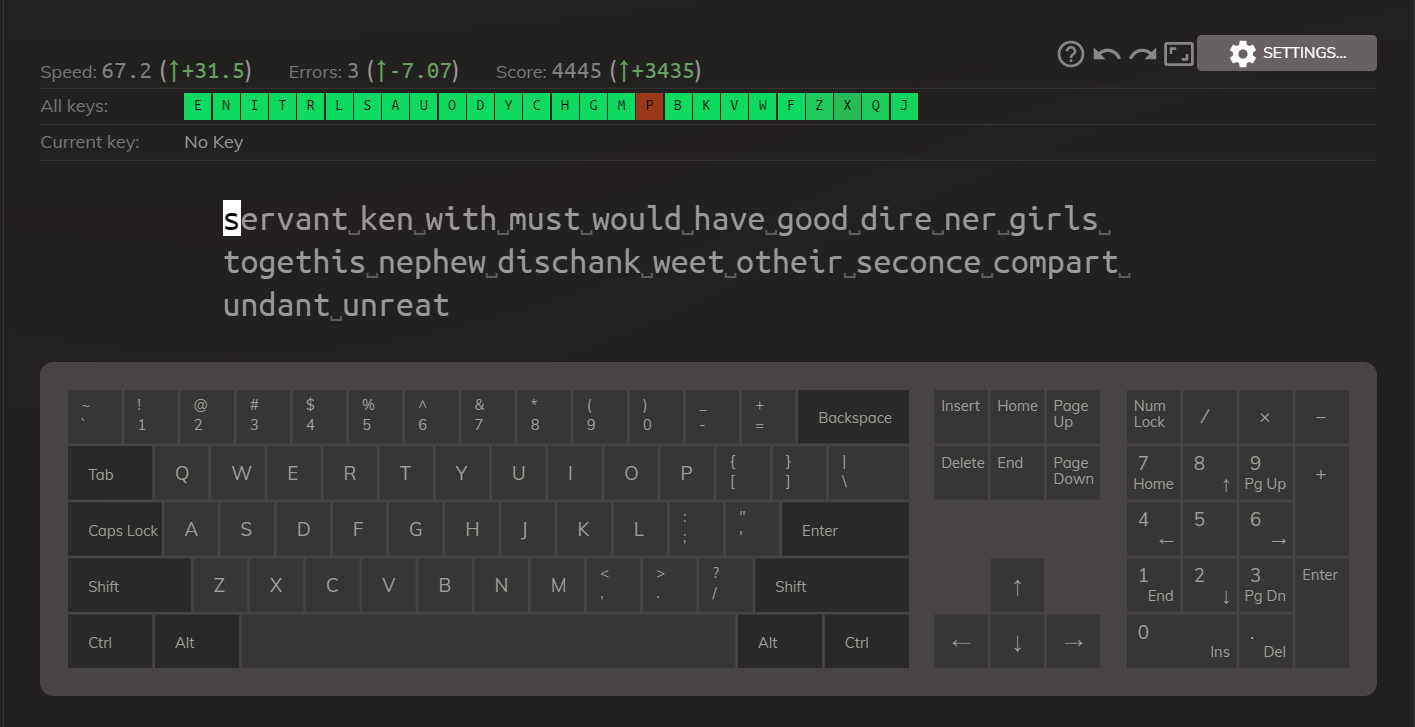 Speed: 67.2 (↑+31.5) Errors: 3 (↑-7.07) Score: 4445 (↑+3435) ? SETTINGS...
All keys: E N I T R L S A U O D Y C H G M P B K V W F Z X Q J
Current key: No Key
servant␣ken␣with␣must␣would␣have␣good␣dire␣ner␣girls␣
togethis␣nephew␣dischank␣weet␣otheir␣seconce␣compart␣
undant␣unreat
~ ! @ # $ % ^ & * ( ) _ + Backspace Insert Home Page Up Num Lock / × −
` 1 2 3 4 5 6 7 8 9 0 - =
Tab Q W E R T Y U I O P { [ } ] | \ Delete End Page Down 7 Home 8 ↑ 9 Pg Up +
Caps Lock A S D F G H J K L : ; " ' Enter 4 ← 5 6 →
Shift Z X C V B N M < , > . ? / Shift ↑ 1 End 2 ↓ 3 Pg Dn Enter
Ctrl Alt Alt Ctrl ← ↓ → 0 Ins . Del